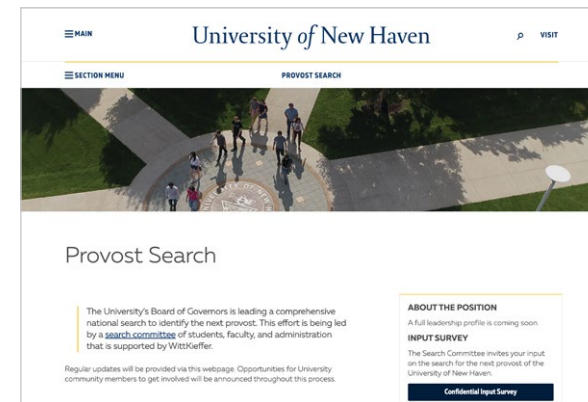 MAIN
University of New Haven
VISIT
SECTION MENU
PROVOST SEARCH
UNIVERSITY OF NEW
Provost Search
The University's Board of Governors is leading a comprehensive
national search to identify the next provost. This effort is being led
by a search committee of students, faculty, and administration
that is supported by WittKieffer.
Regular updates will be provided via this webpage. Opportunities for University
community members to get involved will be announced throughout this process.
ABOUT THE POSITION
A full leadership profile is coming soon.
INPUT SURVEY
The Search Committee invites your input
on the search for the next provost of the
University of New Haven.
Confidential Input Survey